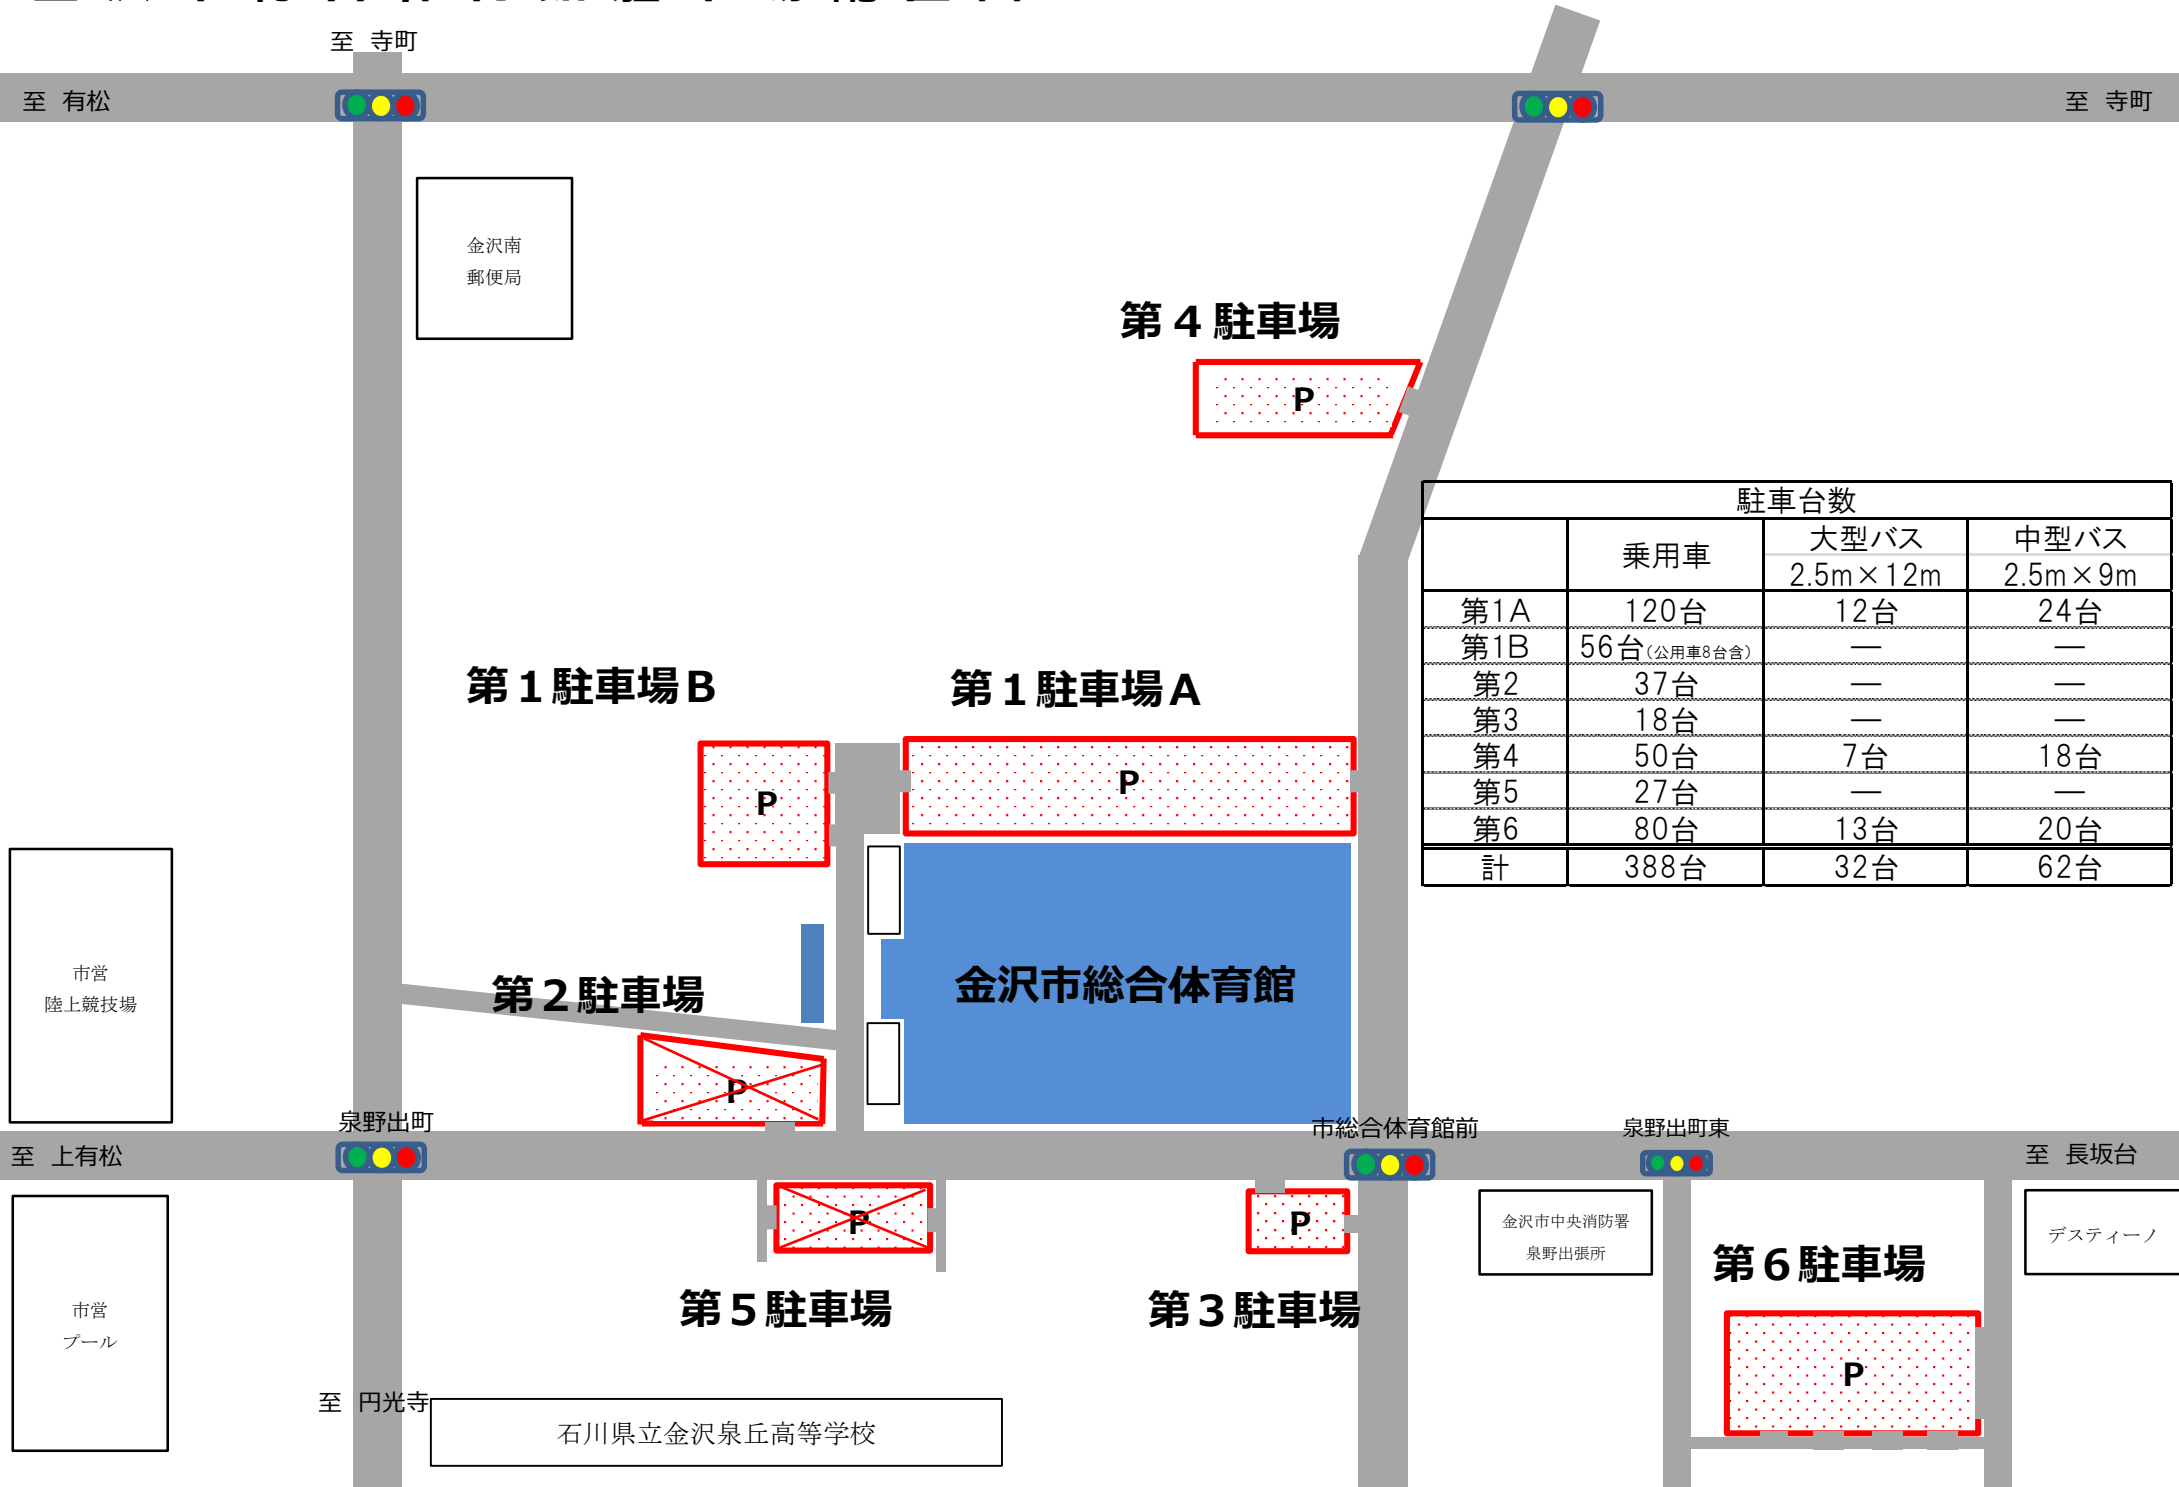 至 寺町
至 有松
至 寺町
金沢南
郵便局
第４駐車場
P
駐車台数
乗用車 大型バス 中型バス
2.5m×12m 2.5m×9m
第1A 120台 12台 24台
第1B 56台(公用車8台含) ― ―
第2 37台 ― ―
第3 18台 ― ―
第4 50台 7台 18台
第5 27台 ― ―
第6 80台 13台 20台
計 388台 32台 62台
第１駐車場B
第１駐車場A
P
P
市営
陸上競技場
第２駐車場
金沢市総合体育館
P
泉野出町
市総合体育館前
泉野出町東
至 上有松
至 長坂台
P
P
金沢市中央消防署
泉野出張所
デスティーノ
第６駐車場
第５駐車場
第３駐車場
市営
プール
P
至 円光寺
石川県立金沢泉丘高等学校